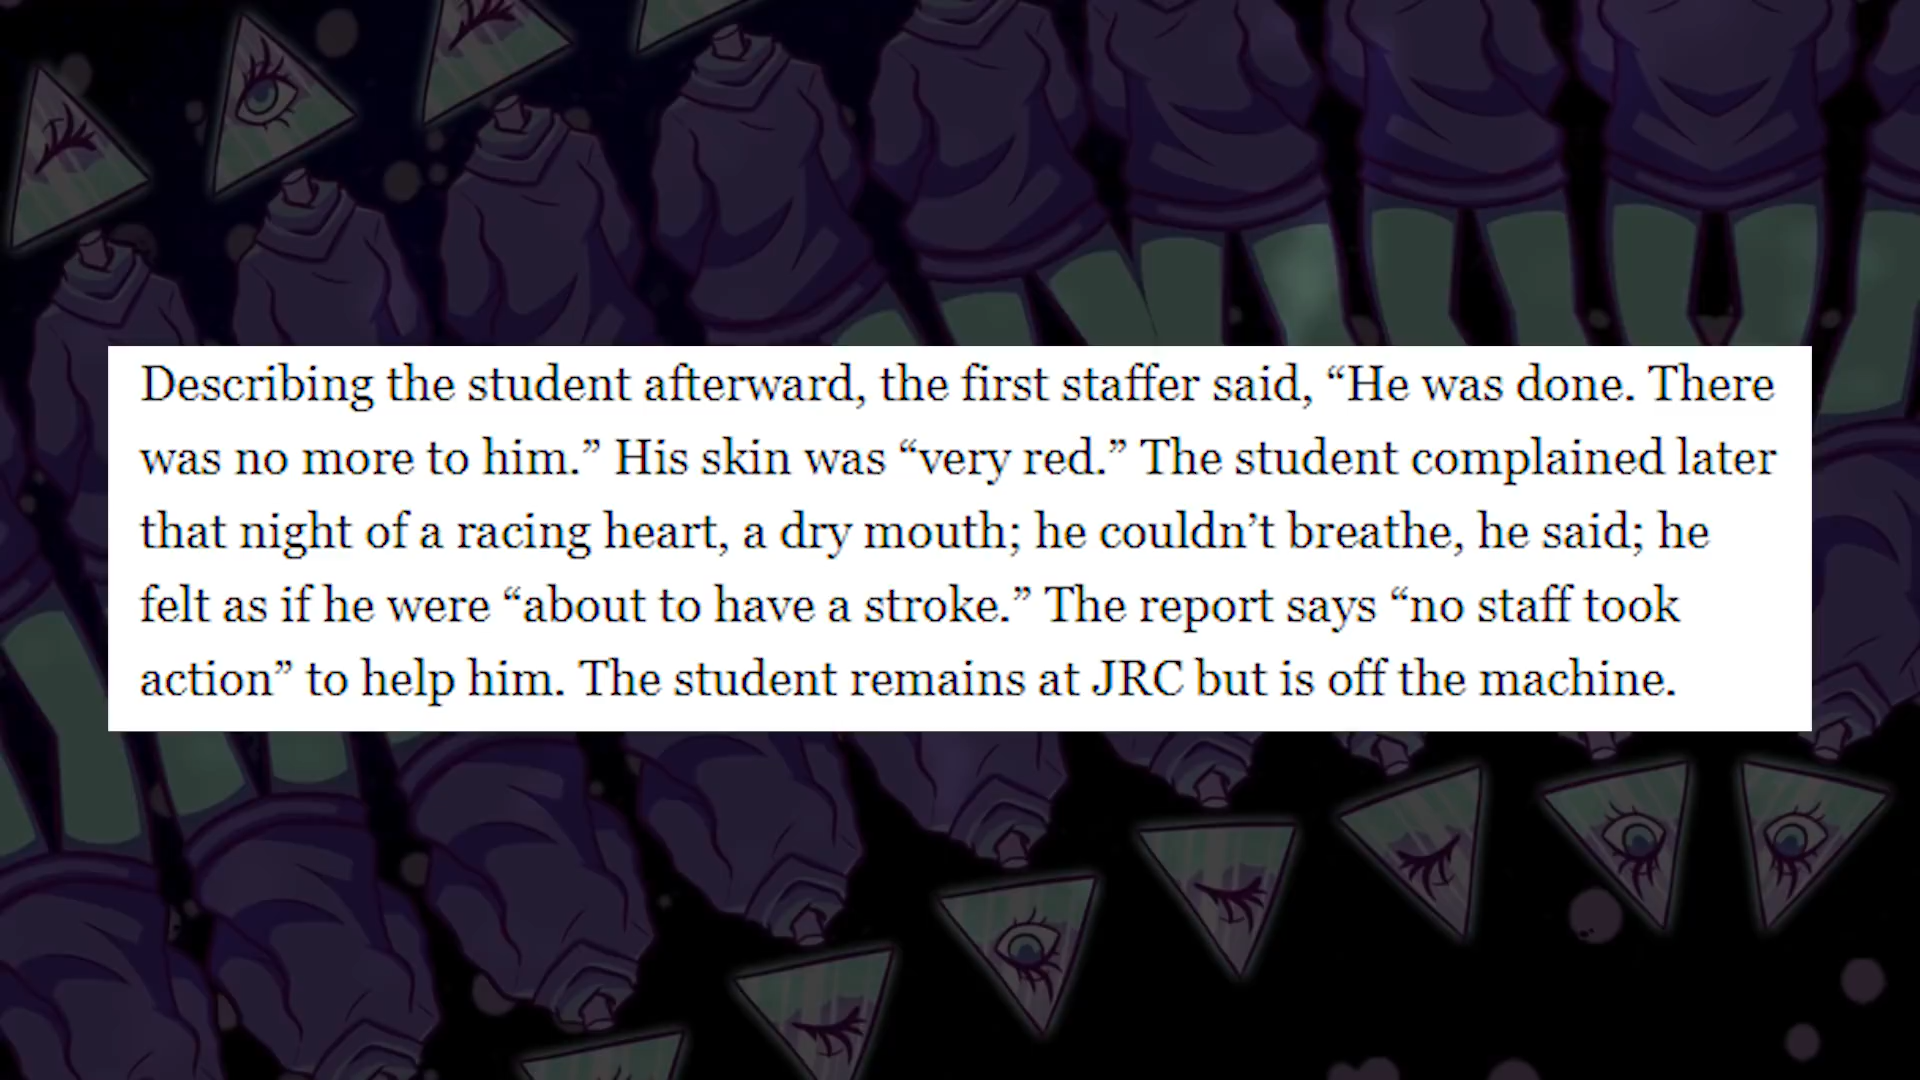 Describing the student afterward, the first staffer said, “He was done. There
was no more to him.” His skin was “very red.” The student complained later
that night of a racing heart, a dry mouth; he couldn’t breathe, he said; he
felt as if he were “about to have a stroke.” The report says “no staff took
action” to help him. The student remains at JRC but is off the machine.